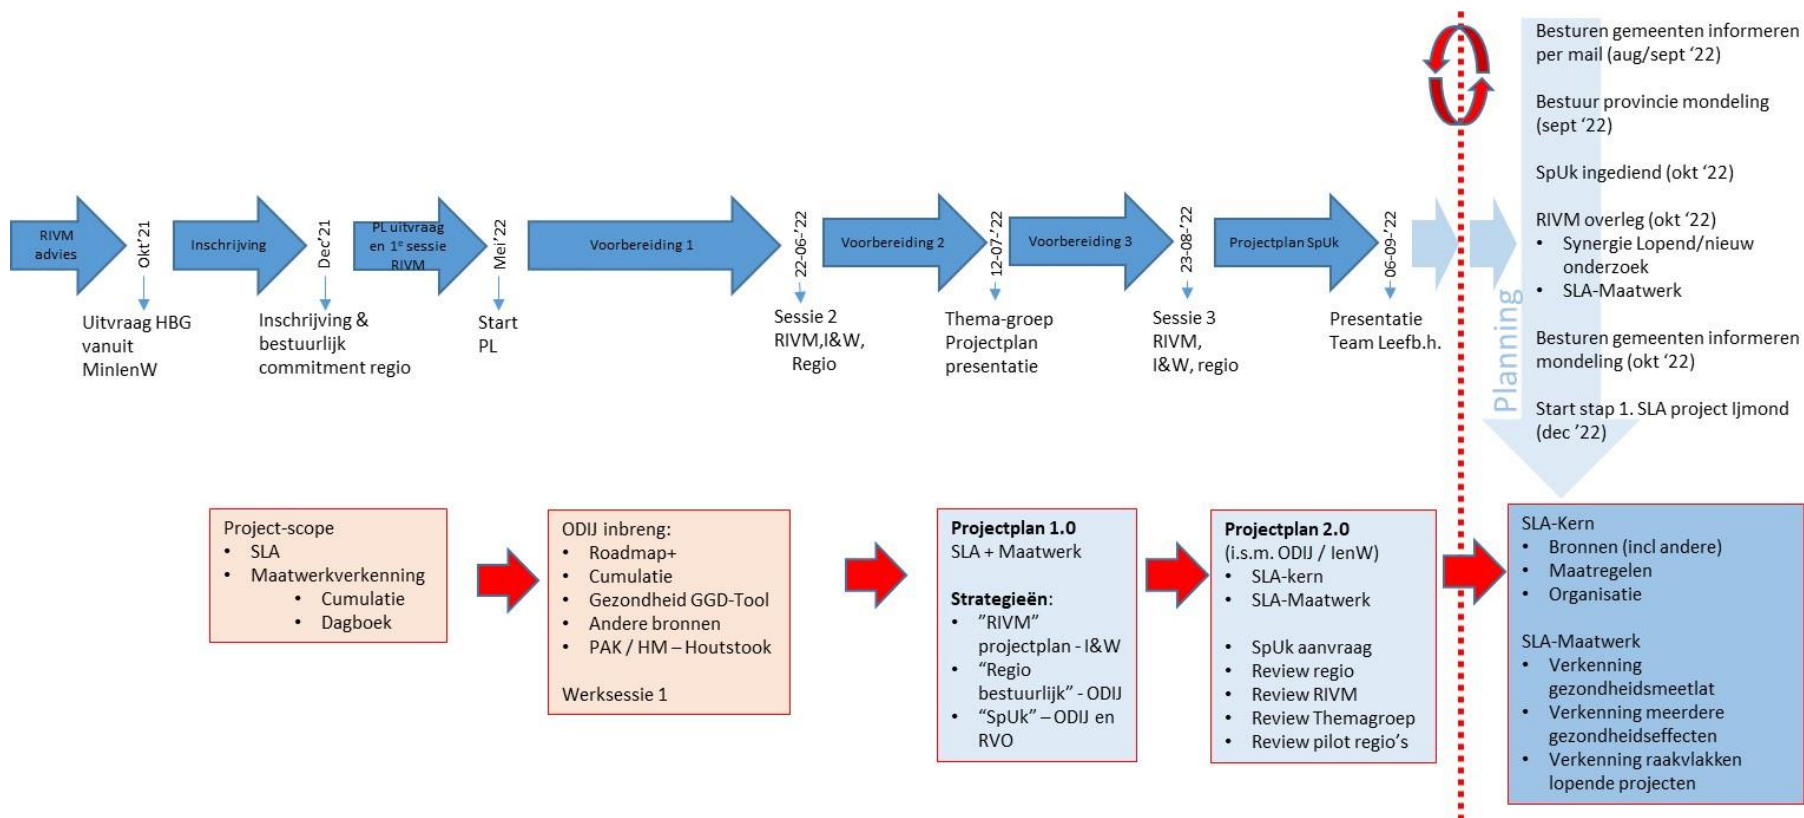 RIVM
advies
Okt'21
Inschrijving
Dec'21
PL uitvraag
en 1e sessie
RIVM
Mei'22
Voorbereiding 1
22-06-'22
Voorbereiding 2
12-07-'22
Voorbereiding 3
23-08-'22
Projectplan SpUk
06-09-'22
Uitvraag HBG
vanuit
MinIenW
Inschrijving &
bestuurlijk
commitment regio
Start
PL
Sessie 2
RIVM,I&W,
Regio
Thema-groep
Projectplan
presentatie
Sessie 3
RIVM,
I&W, regio
Presentatie
Team Leefb.h.
Planning
Besturen gemeenten informeren
per mail (aug/sept ‘22)
Bestuur provincie mondeling
(sept ‘22)
SpUk ingediend (okt ‘22)
RIVM overleg (okt ‘22)
• Synergie Lopend/nieuw
onderzoek
• SLA-Maatwerk
Besturen gemeenten informeren
mondeling (okt ‘22)
Start stap 1. SLA project Ijmond
(dec ’22)
Project-scope
• SLA
• Maatwerkverkenning
• Cumulatie
• Dagboek
ODIJ inbreng:
• Roadmap+
• Cumulatie
• Gezondheid GGD-Tool
• Andere bronnen
• PAK / HM – Houtstook
Werksessie 1
Projectplan 1.0
SLA + Maatwerk
Strategieën:
• ”RIVM”
projectplan - I&W
• “Regio
bestuurlijk” - ODIJ
• “SpUk” – ODIJ en
RVO
Projectplan 2.0
(i.s.m. ODIJ / IenW)
• SLA-kern
• SLA-Maatwerk
• SpUk aanvraag
• Review regio
• Review RIVM
• Review Themagroep
• Review pilot regio’s
SLA-Kern
• Bronnen (incl andere)
• Maatregelen
• Organisatie
SLA-Maatwerk
• Verkenning
gezondheidsmeetlat
• Verkenning meerdere
gezondheidseffecten
• Verkenning raakvlakken
lopende projecten